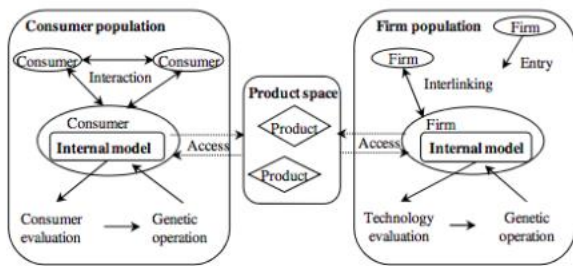 Consumer population
Consumer
Consumer
Interaction
Consumer
Internal model
Consumer
evaluation
Genetic
operation
Access
Product space
Product
Product
Firm population
Firm
Firm
Entry
Interlinking
Firm
Internal model
Access
Technology
evaluation
Genetic
operation